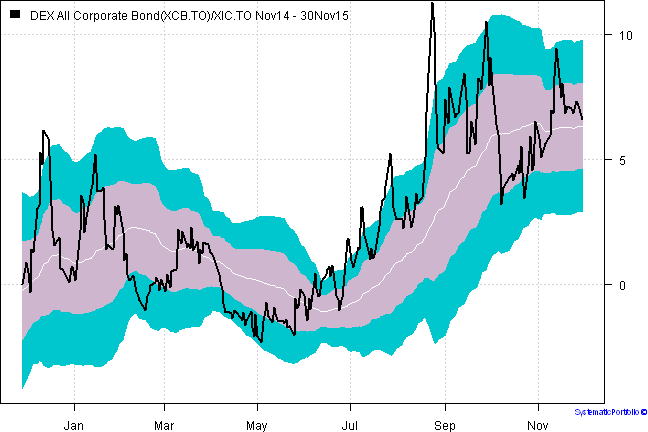 DEX All Corporate Bond(XCB.TO)/XIC.TO Nov14 - 30Nov15
10
5
0
Jan Mar May Jul Sep Nov
SystematicPortfolio ©